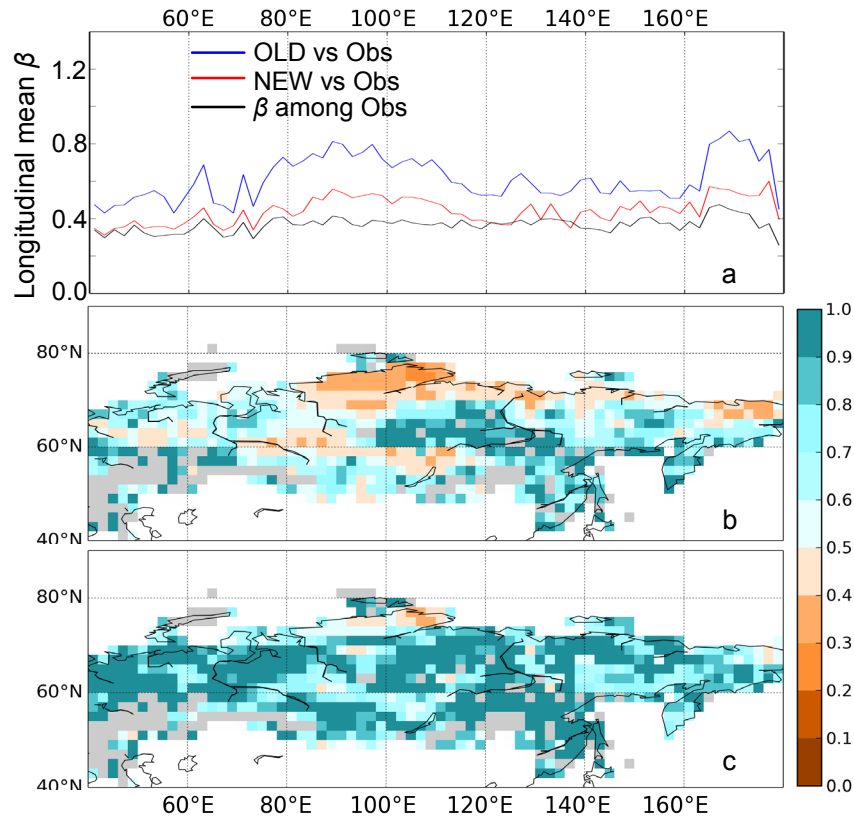 60°E 80°E 100°E 120°E 140°E 160°E
Longitudinal mean β
1.2
0.8
0.4
0.0
OLD vs Obs
NEW vs Obs
β among Obs
a
80°N
60°N
40°N
b
80°N
60°N
40°N
c
60°E 80°E 100°E 120°E 140°E 160°E
1.0
0.9
0.8
0.7
0.6
0.5
0.4
0.3
0.2
0.1
0.0